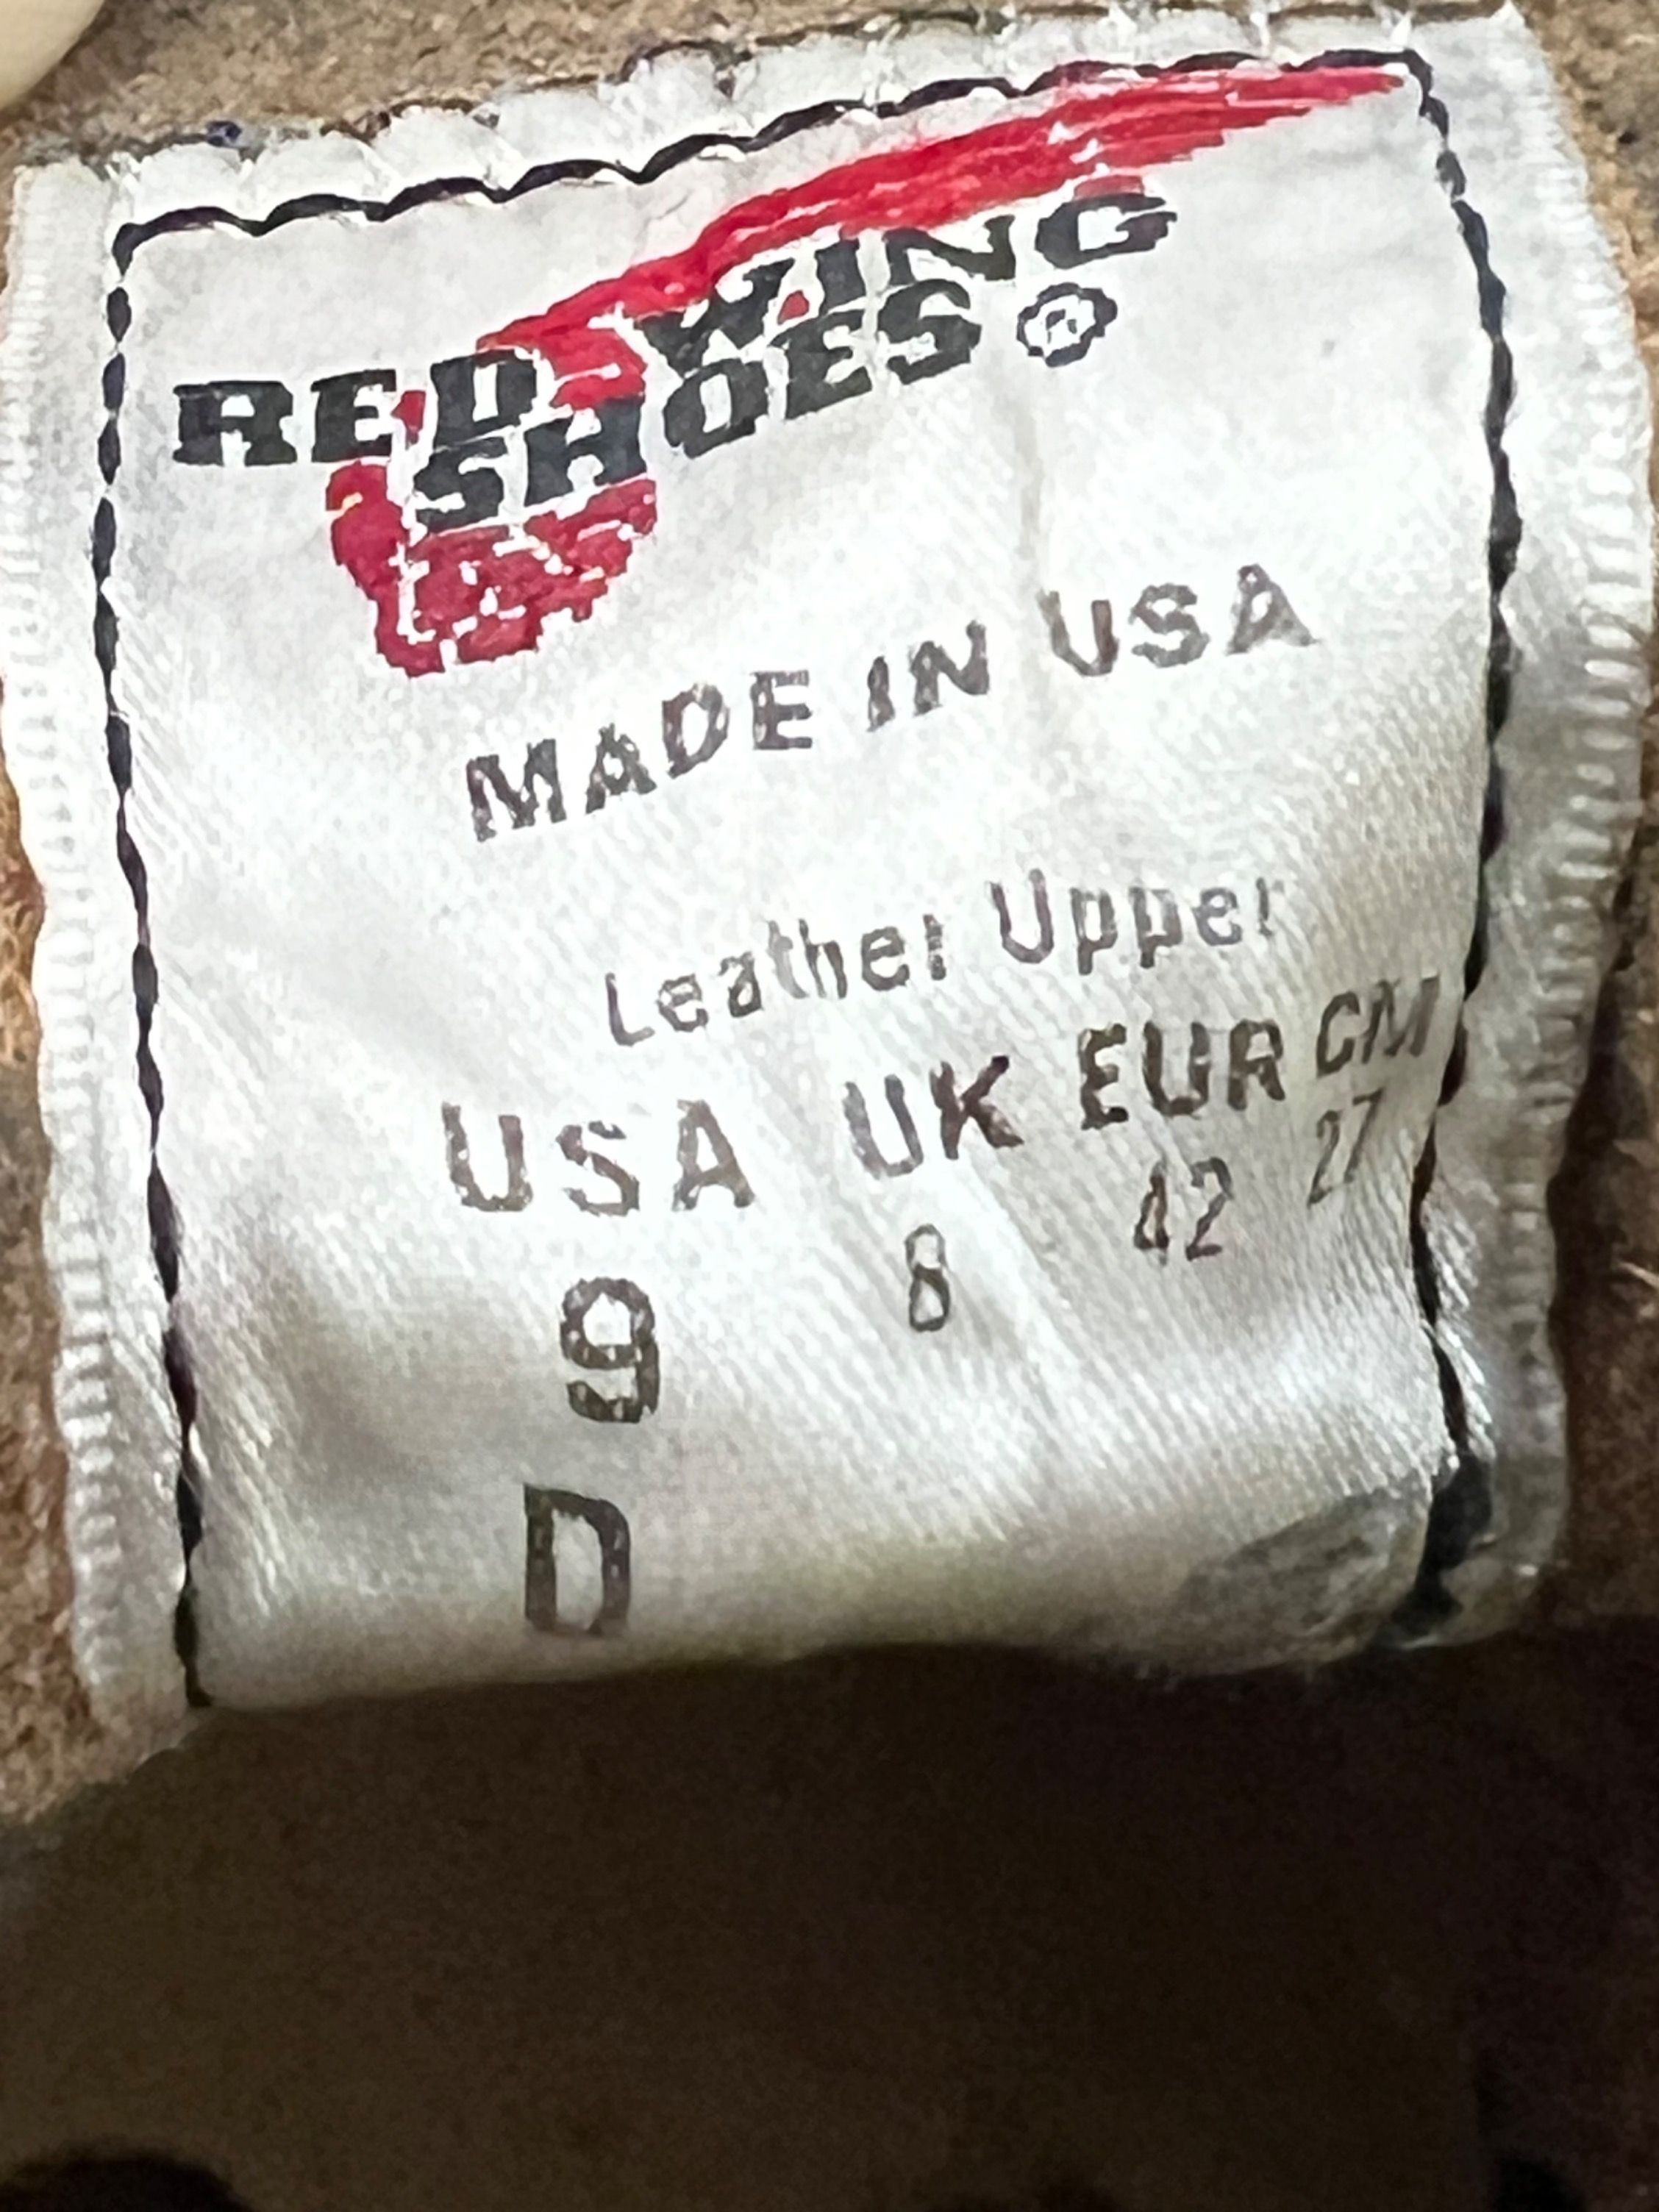 RED WING
SHOES®
MADE IN USA
Leather Upper
USA UK EUR CM
9 8 42 27
D